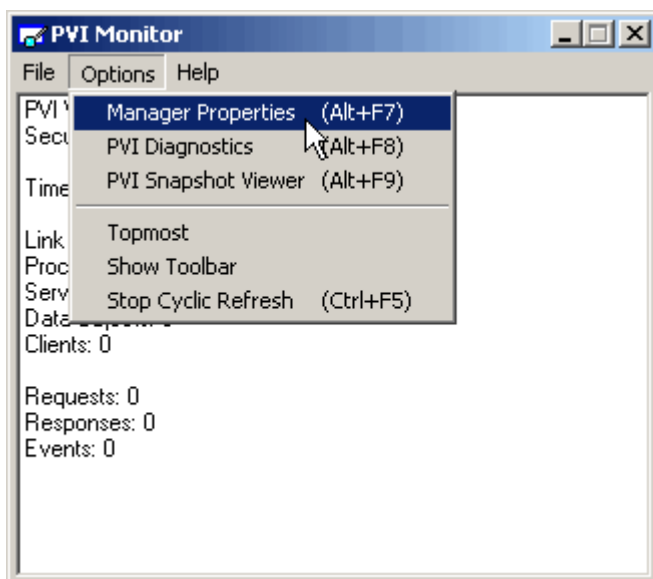 PVI Monitor
File Options Help
PVI
Manager Properties (Alt+F7)
Secu
PVI Diagnostics (Alt+F8)
Time
PVI Snapshot Viewer (Alt+F9)
Link
Topmost
Proc
Show Toolbar
Serv
Stop Cyclic Refresh (Ctrl+F5)
Data
Clients: 0
Requests: 0
Responses: 0
Events: 0